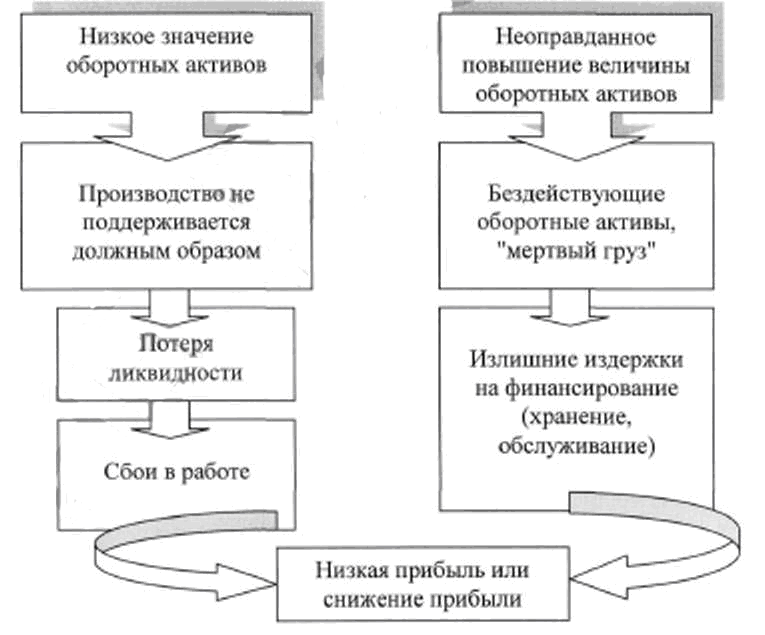 Низкое значение
оборотных активов
Производство не
поддерживается
должным образом
Потеря
ликвидности
Сбои в работе
Неоправданное
повышение величины
оборотных активов
Бездействующие
оборотные активы,
"мертвый груз"
Излишние издержки
на финансирование
(хранение,
обслуживание)
Низкая прибыль или
снижение прибыли